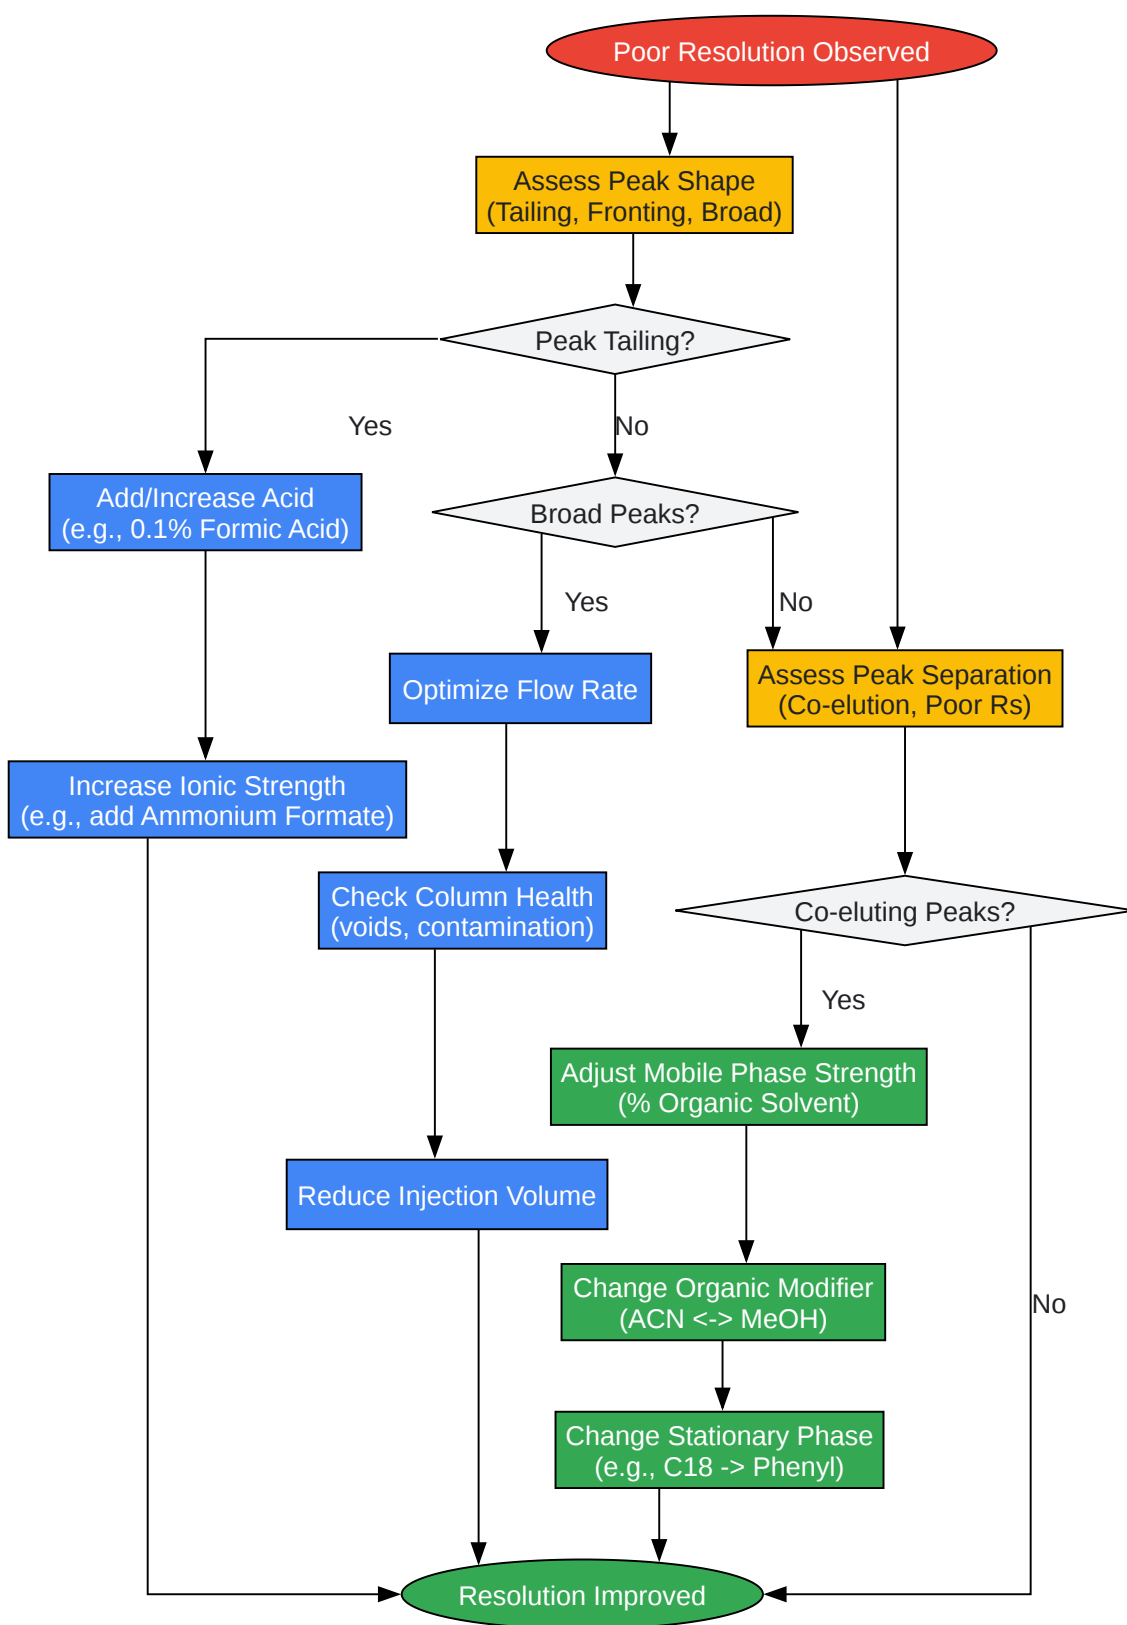 Poor Resolution Observed
Assess Peak Shape
(Tailing, Fronting, Broad)
Peak Tailing?
Yes
No
Add/Increase Acid
(e.g., 0.1% Formic Acid)
Broad Peaks?
Yes
No
Optimize Flow Rate
Assess Peak Separation
(Co-elution, Poor Rs)
Increase Ionic Strength
(e.g., add Ammonium Formate)
Check Column Health
(voids, contamination)
Co-eluting Peaks?
Yes
Adjust Mobile Phase Strength
(% Organic Solvent)
Reduce Injection Volume
Change Organic Modifier
(ACN <-> MeOH)
No
Change Stationary Phase
(e.g., C18 -> Phenyl)
Resolution Improved